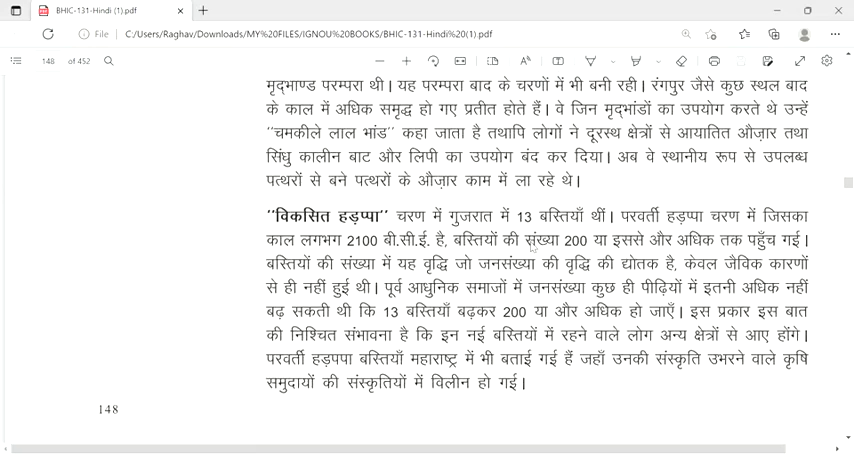 BHIC-131-Hindi (1).pdf
File C:/Users/Raghav/Downloads/MY%20FILES/IGNOU%20BOOKS/BHIC-131-Hindi%20(1).pdf
148 of 452
मृद्‌भाण्ड परम्परा थी। यह परम्परा बाद के चरणों में भी बनी रही। रंगपुर जैसे कुछ स्थल बाद
के काल में अधिक समृद्ध हो गए प्रतीत होते हैं। वे जिन मृद्‌भांडों का उपयोग करते थे उन्हें
"चमकीले लाल भांड" कहा जाता है तथापि लोगों ने दूरस्थ क्षेत्रों से आयातित औज़ार तथा
सिंधु कालीन बाट और लिपी का उपयोग बंद कर दिया। अब वे स्थानीय रूप से उपलब्ध
पत्थरों से बने पत्थरों के औज़ार काम में ला रहे थे।
"विकसित हड़प्पा" चरण में गुजरात में 13 बस्तियाँ थीं। परवर्ती हड़प्पा चरण में जिसका
काल लगभग 2100 बी.सी.ई. है, बस्तियों की संख्या 200 या इससे और अधिक तक पहुँच गई।
बस्तियों की संख्या में यह वृद्धि जो जनसंख्या की वृद्धि की द्योतक है, केवल जैविक कारणों
से ही नहीं हुई थी। पूर्व आधुनिक समाजों में जनसंख्या कुछ ही पीढ़ियों में इतनी अधिक नहीं
बढ़ सकती थी कि 13 बस्तियाँ बढ़कर 200 या और अधिक हो जाएँ। इस प्रकार इस बात
की निश्चित संभावना है कि इन नई बस्तियों में रहने वाले लोग अन्य क्षेत्रों से आए होंगे।
परवर्ती हड़पपा बस्तियाँ महाराष्ट्र में भी बताई गई हैं जहाँ उनकी संस्कृति उभरने वाले कृषि
समुदायों की संस्कृतियों में विलीन हो गई।
148